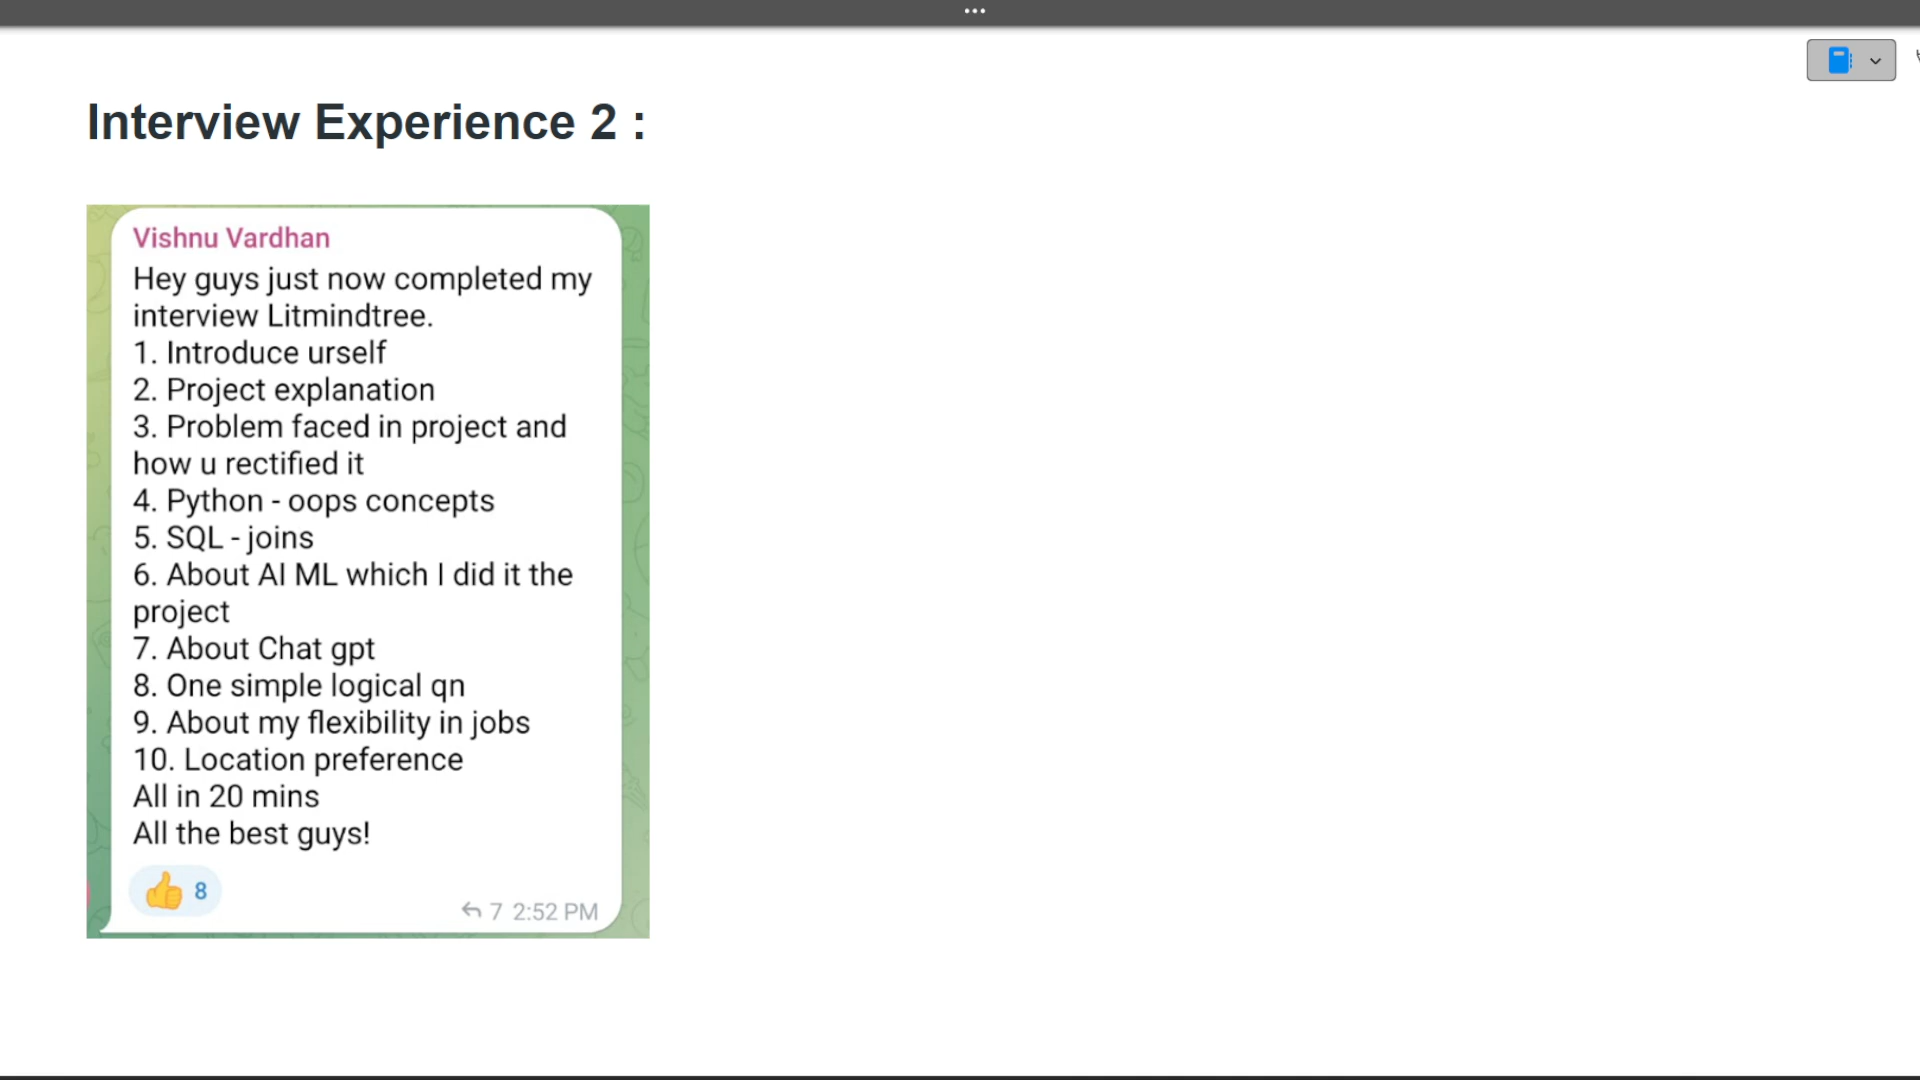 Interview Experience 2 :
Vishnu Vardhan
Hey guys just now completed my
interview Litmindtree.
1. Introduce urself
2. Project explanation
3. Problem faced in project and
how u rectified it
4. Python - oops concepts
5. SQL - joins
6. About AI ML which I did it the
project
7. About Chat gpt
8. One simple logical qn
9. About my flexibility in jobs
10. Location preference
All in 20 mins
All the best guys!
👍 8
7 2:52 PM